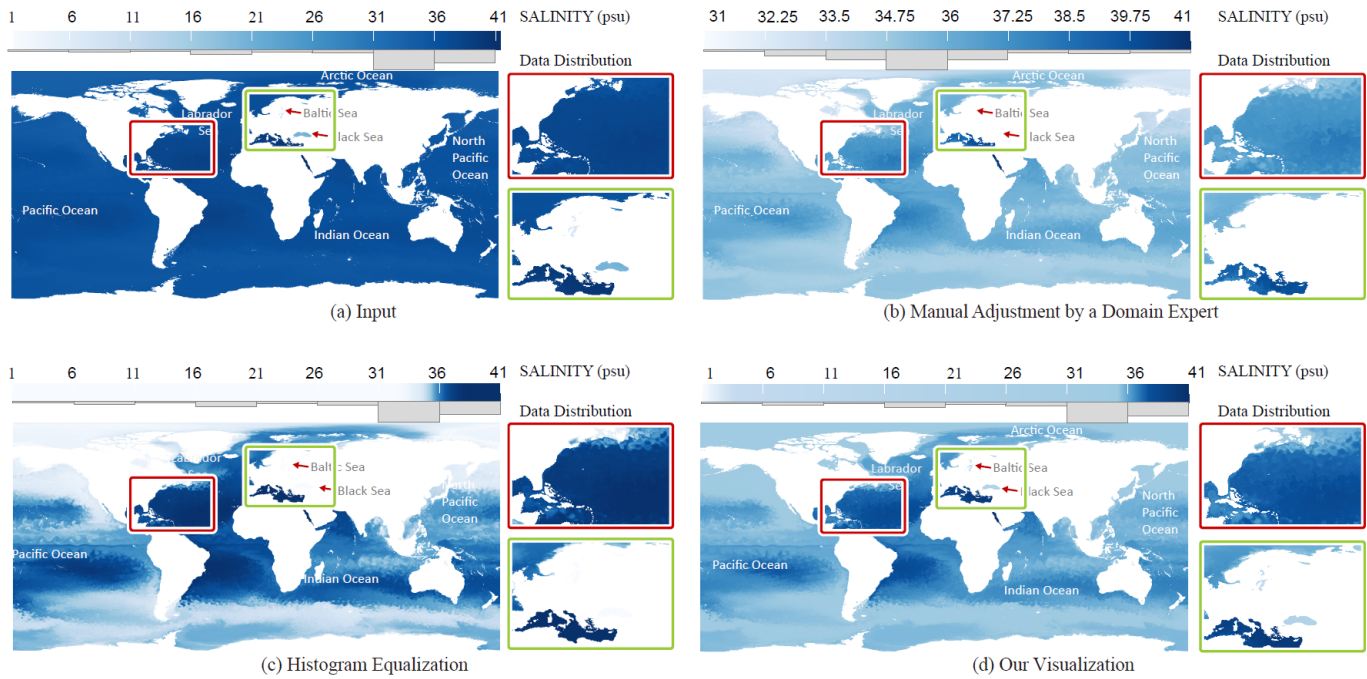 1 6 11 16 21 26 31 36 41 SALINITY (psu)
Data Distribution
Arctic Ocean
Labrador
Sea
Baltic Sea
lack Sea
North
Pacific
Ocean
Pacific Ocean
Indian Ocean
(a) Input
31 32.25 33.5 34.75 36 37.25 38.5 39.75 41 SALINITY (psu)
Data Distribution
Arctic Ocean
Labrador
Sea
Baltic Sea
lack Sea
North
Pacific
Ocean
Pacific Ocean
Indian Ocean
(b) Manual Adjustment by a Domain Expert
1 6 11 16 21 26 31 36 41 SALINITY (psu)
Data Distribution
Labrador
Baltic Sea
Black Sea
North
Pacific
Ocean
Pacific Ocean
Indian Ocean
(c) Histogram Equalization
1 6 11 16 21 26 31 36 41 SALINITY (psu)
Data Distribution
Arctic Ocean
Labrador
Baltic Sea
lack Sea
North
Pacific
Ocean
Pacific Ocean
Indian Ocean
(d) Our Visualization